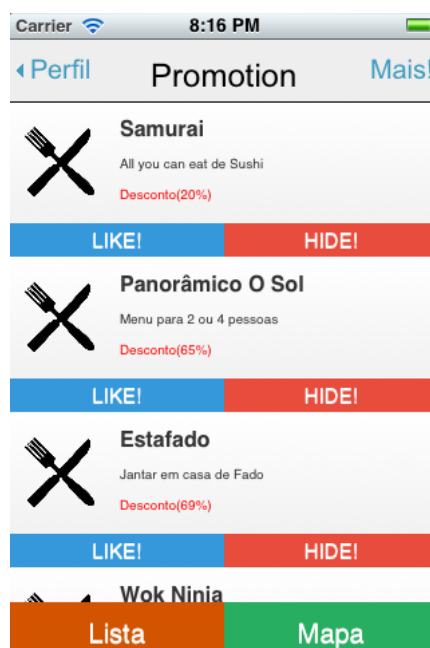 Carrier 8:16 PM
Perfil Promotion Mais!
Samurai
All you can eat de Sushi
Desconto(20%)
LIKE! HIDE!
Panorâmico O Sol
Menu para 2 ou 4 pessoas
Desconto(65%)
LIKE! HIDE!
Estafado
Jantar em casa de Fado
Desconto(69%)
LIKE! HIDE!
Wok Ninja
Lista Mapa